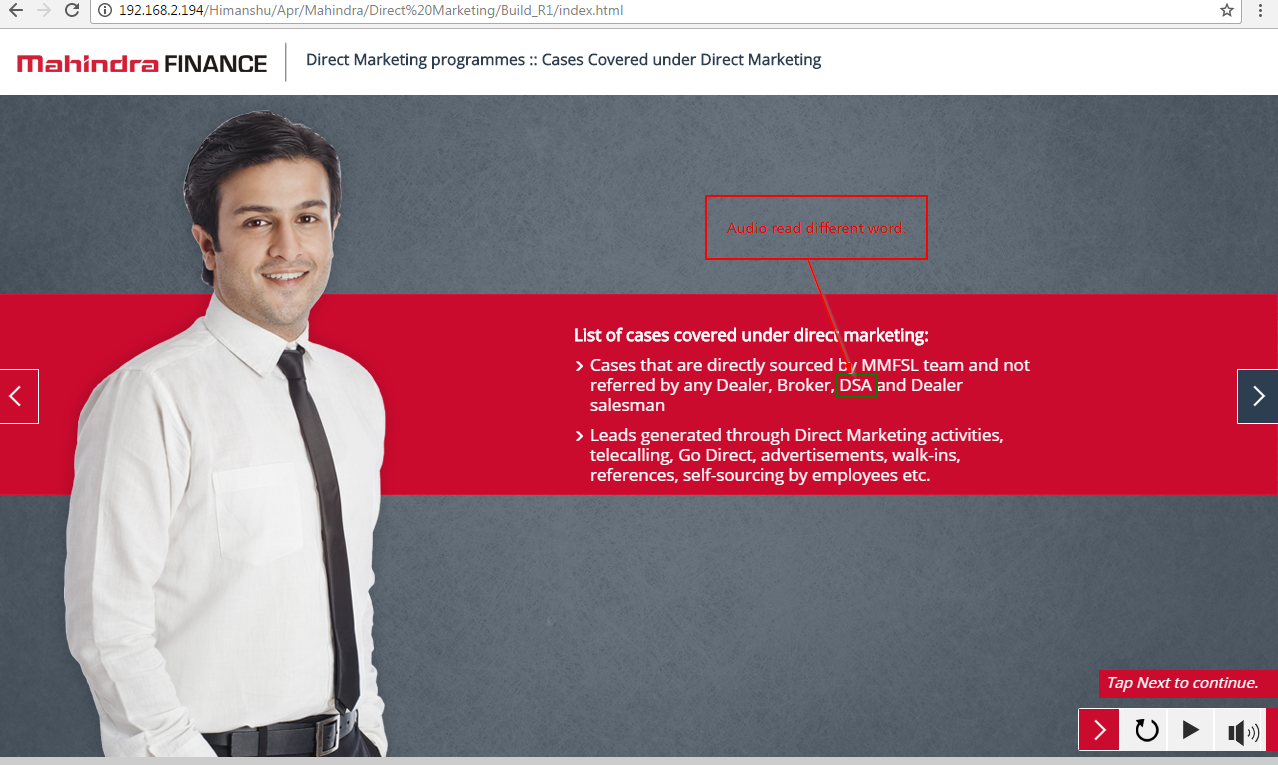 192.168.2.194/Himanshu/Apr/Mahindra/Direct%20Marketing/Build_R1/index.html
Mahindra FINANCE
Direct Marketing programmes :: Cases Covered under Direct Marketing
Audio read different word.
List of cases covered under direct marketing:
Cases that are directly sourced by MMFSL team and not
referred by any Dealer, Broker, DSA and Dealer
salesman
Leads generated through Direct Marketing activities,
telecalling, Go Direct, advertisements, walk-ins,
references, self-sourcing by employees etc.
Tap Next to continue.